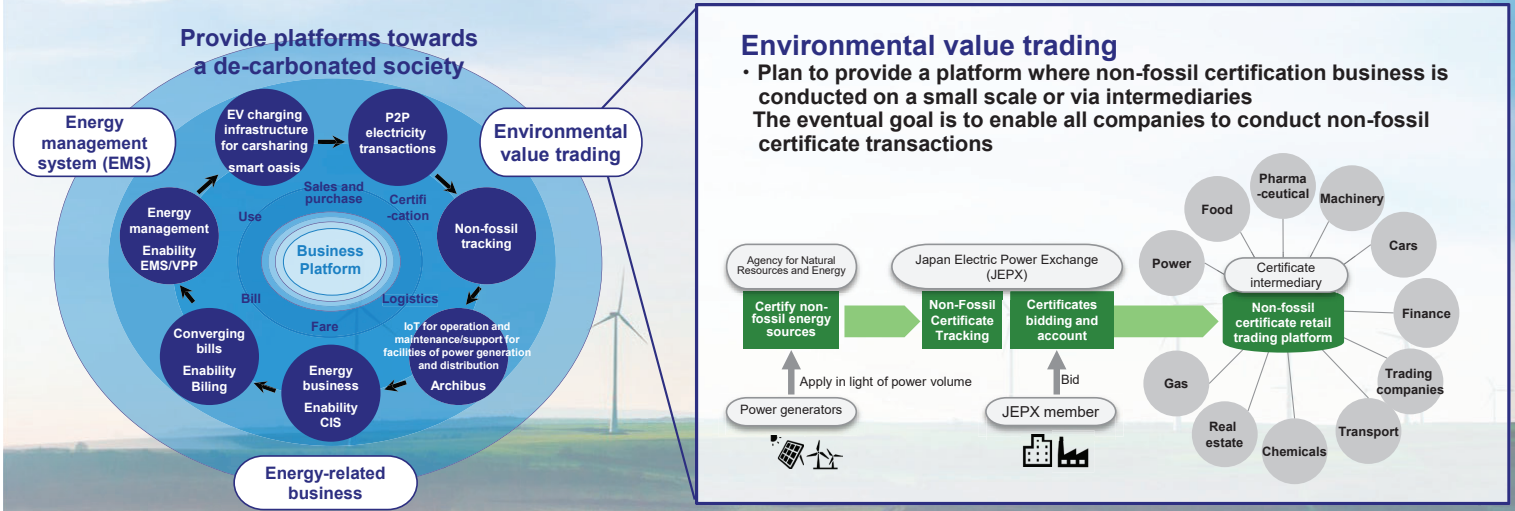 Provide platforms towards
a de-carbonated society
Energy
management
system (EMS)
Environmental
value trading
Energy-related
business
EV charging
infrastructure
for carsharing
smart oasis
P2P
electricity
transactions
Non-fossil
tracking
IoT for operation and
maintenance/support for
facilities of power generation
and distribution
Archibus
Energy
business
Enability
CIS
Converging
bills
Enability
Biling
Energy
management
Enability
EMS/VPP
Sales and
purchase
Certifi
-cation
Logistics
Fare
Bill
Use
Business
Platform
Environmental value trading
・Plan to provide a platform where non-fossil certification business is
conducted on a small scale or via intermediaries
The eventual goal is to enable all companies to conduct non-fossil
certificate transactions
Agency for Natural
Resources and Energy
Certify non-
fossil energy
sources
Apply in light of power volume
Power generators
Japan Electric Power Exchange
(JEPX)
Non-Fossil
Certificate
Tracking
Certificates
bidding and
account
Bid
JEPX member
Certificate
intermediary
Non-fossil
certificate retail
trading platform
Power
Food
Pharma
-ceutical
Machinery
Cars
Finance
Trading
companies
Transport
Chemicals
Real
estate
Gas